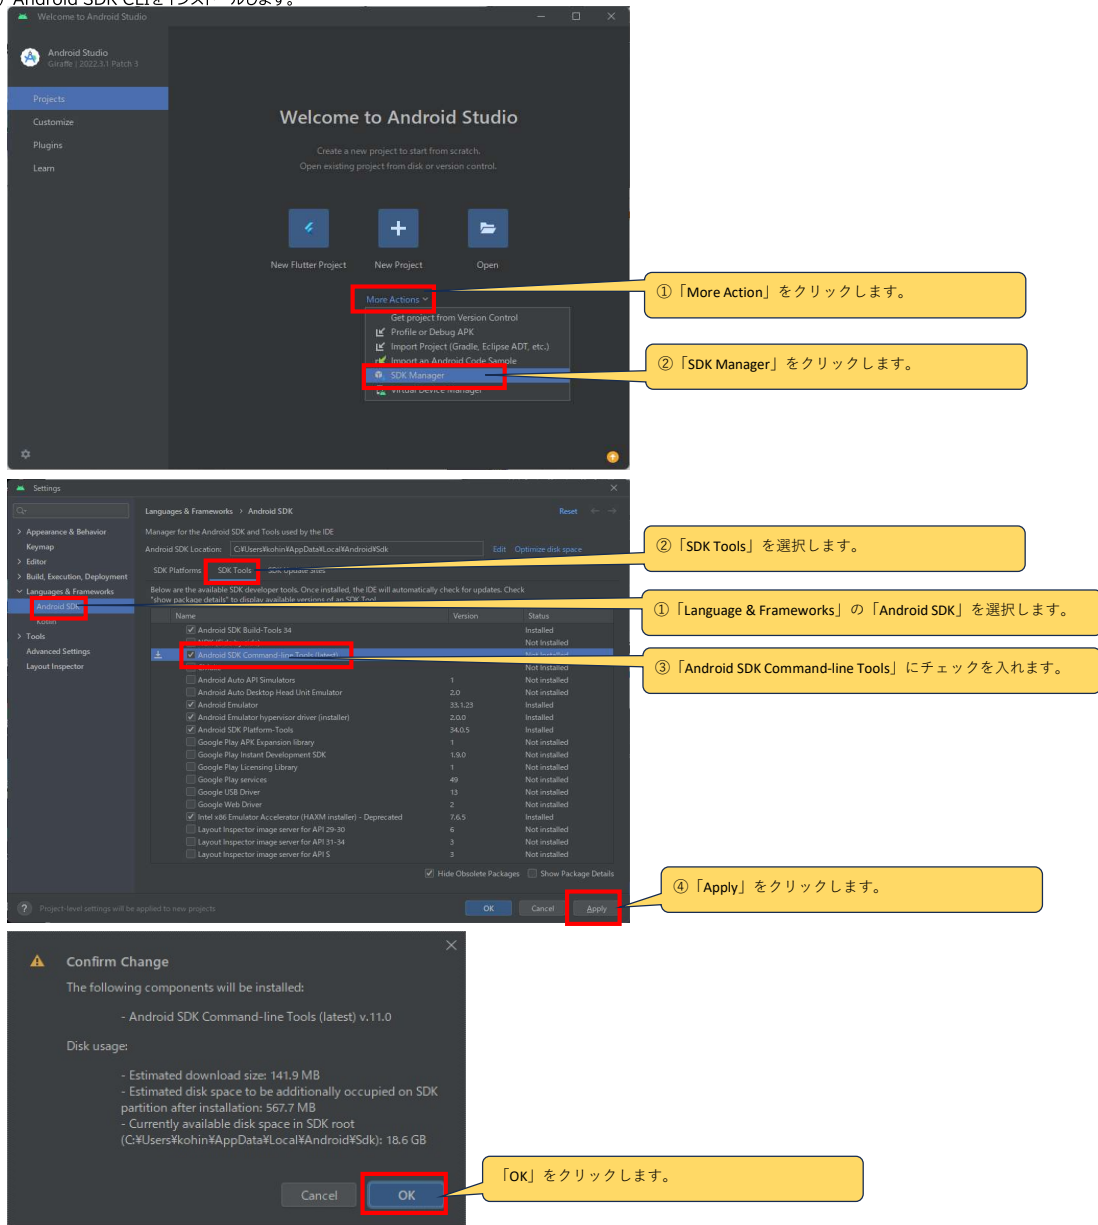 ) Android SDK CLIをインストールします。
Welcome to Android Studio
Android Studio
Giraffe | 2022.3.1 Patch 3
Projects
Customize
Plugins
Learn
Welcome to Android Studio
Create a new project to start from scratch.
Open existing project from disk or version control.
New Flutter Project
New Project
Open
More Actions
Get project from Version Control
Profile or Debug APK
Import Project (Gradle, Eclipse ADT, etc.)
Import an Android Code Sample
SDK Manager
Virtual Device Manager
①「More Action」をクリックします。
②「SDK Manager」をクリックします。
Settings
Appearance & Behavior
Keymap
Editor
Build, Execution, Deployment
Languages & Frameworks
Android SDK
Kotlin
Tools
Advanced Settings
Layout Inspector
Languages & Frameworks › Android SDK
Reset
Manager for the Android SDK and Tools used by the IDE
Android SDK Location: C:¥Users¥kohin¥AppData¥Local¥Android¥Sdk Edit Optimize disk space
SDK Platforms SDK Tools SDK Update Sites
Below are the available SDK developer tools. Once installed, the IDE will automatically check for updates. Check
"show package details" to display available versions of an SDK Tool.
Name Version Status
Android SDK Build-Tools 34 Installed
NDK (Side by side) Not Installed
Android SDK Command-line Tools (latest) Not Installed
Not installed
Android Auto API Simulators 1 Not installed
Android Auto Desktop Head Unit Emulator 2.0 Not installed
Android Emulator 33.1.23 Installed
Android Emulator hypervisor driver (installer) 2.0.0 Installed
Android SDK Platform-Tools 34.0.5 Installed
Google Play APK Expansion library 1 Not installed
Google Play Instant Development SDK 1.9.0 Not installed
Google Play Licensing Library 1 Not installed
Google Play services 49 Not installed
Google USB Driver 13 Not installed
Google Web Driver 2 Not installed
Intel x86 Emulator Accelerator (HAXM installer) - Deprecated 7.6.5 Installed
Layout Inspector image server for API 29-30 6 Not installed
Layout Inspector image server for API 31-34 3 Not installed
Layout Inspector image server for API S 3 Not installed
Hide Obsolete Packages Show Package Details
? Project-level settings will be applied to new projects
OK Cancel Apply
②「SDK Tools」を選択します。
①「Language & Frameworks」の「Android SDK」を選択します。
③「Android SDK Command-line Tools」にチェックを入れます。
④「Apply」をクリックします。
Confirm Change
The following components will be installed:
- Android SDK Command-line Tools (latest) v.11.0
Disk usage:
- Estimated download size: 141.9 MB
- Estimated disk space to be additionally occupied on SDK
partition after installation: 567.7 MB
- Currently available disk space in SDK root
(C:¥Users¥kohin¥AppData¥Local¥Android¥Sdk): 18.6 GB
Cancel OK
「OK」をクリックします。